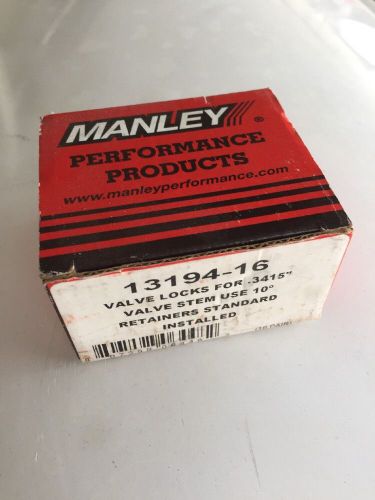 MANLEY
®
PERFORMANCE
PRODUCTS
www.manleyperformance.com
13194-16
VALVE LOCKS FOR .3415"
VALVE STEM USE 10°
RETAINERS STANDARD
INSTALLED